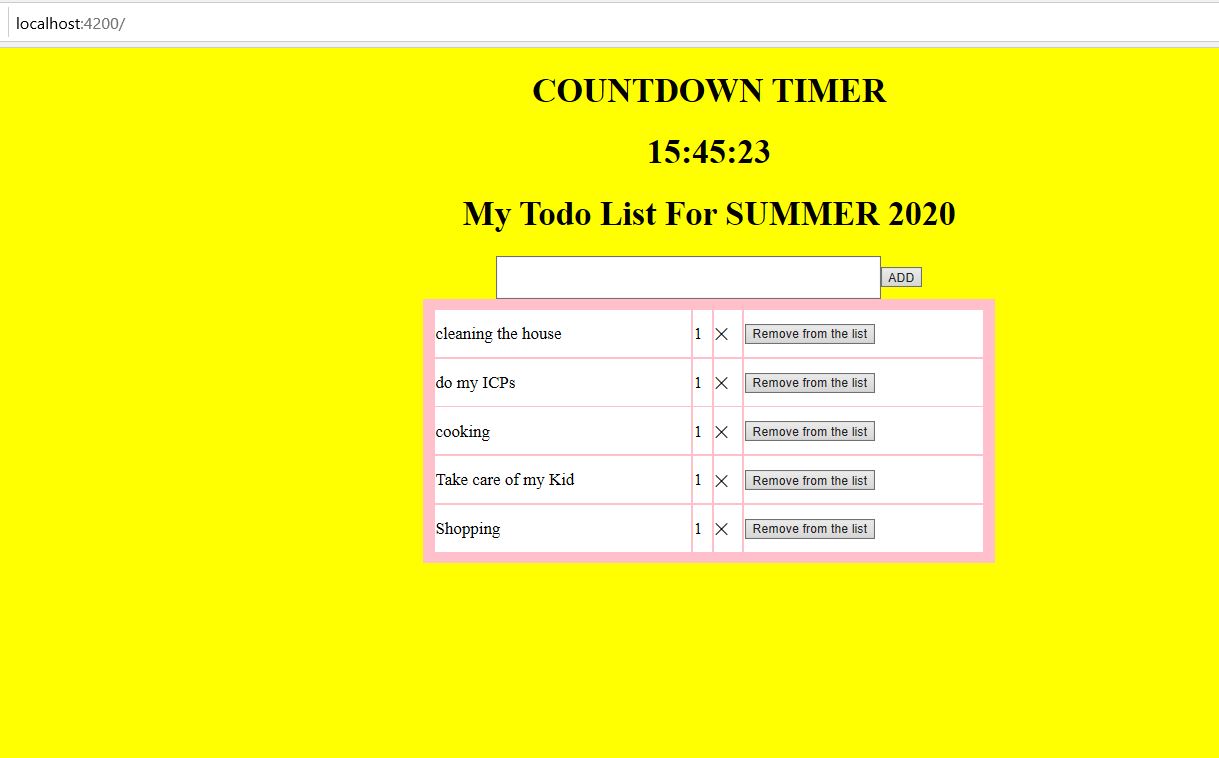 localhost:4200/
COUNTDOWN TIMER
15:45:23
My Todo List For SUMMER 2020
ADD
cleaning the house 1 × Remove from the list
do my ICPs 1 × Remove from the list
cooking 1 × Remove from the list
Take care of my Kid 1 × Remove from the list
Shopping 1 × Remove from the list